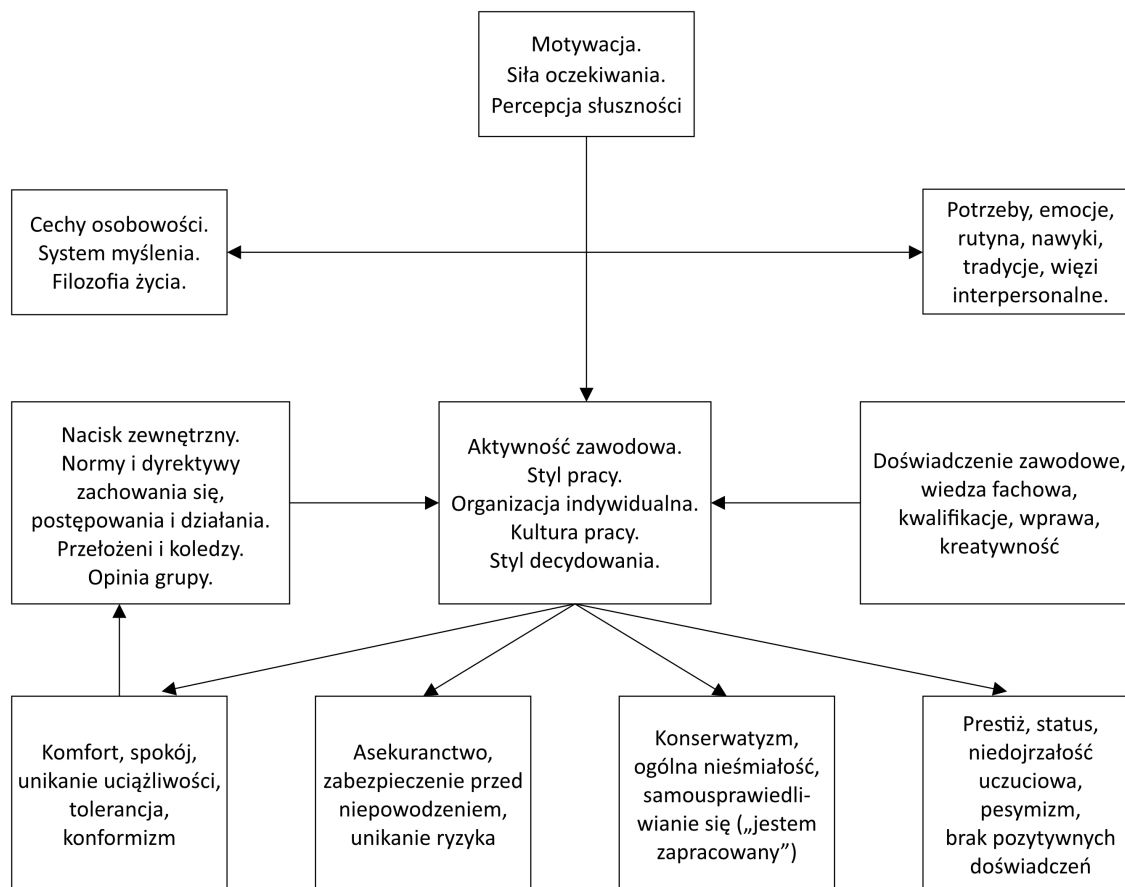 Motywacja.
Siła oczekiwania.
Percepcja słuszności
Cechy osobowości.
System myślenia.
Filozofia życia.
Potrzeby, emocje,
rutyna, nawyki,
tradycje, więzi
interpersonalne.
Nacisk zewnętrzny.
Normy i dyrektywy
zachowania się,
postępowania i działania.
Przełożeni i koledzy.
Opinia grupy.
Aktywność zawodowa.
Styl pracy.
Organizacja indywidualna.
Kultura pracy.
Styl decydowania.
Doświadczenie zawodowe,
wiedza fachowa,
kwalifikacje, wprawa,
kreatywność
Komfort, spokój,
unikanie uciążliwości,
tolerancja,
konformizm
Asekuranctwo,
zabezpieczenie przed
niepowodzeniem,
unikanie ryzyka
Konserwatyzm,
ogólna nieśmiałość,
samousprawiedli-
wianie się („jestem
zapracowany”)
Prestiż, status,
niedojrzałość
uczuciowa,
pesymizm,
brak pozytywnych
doświadczeń